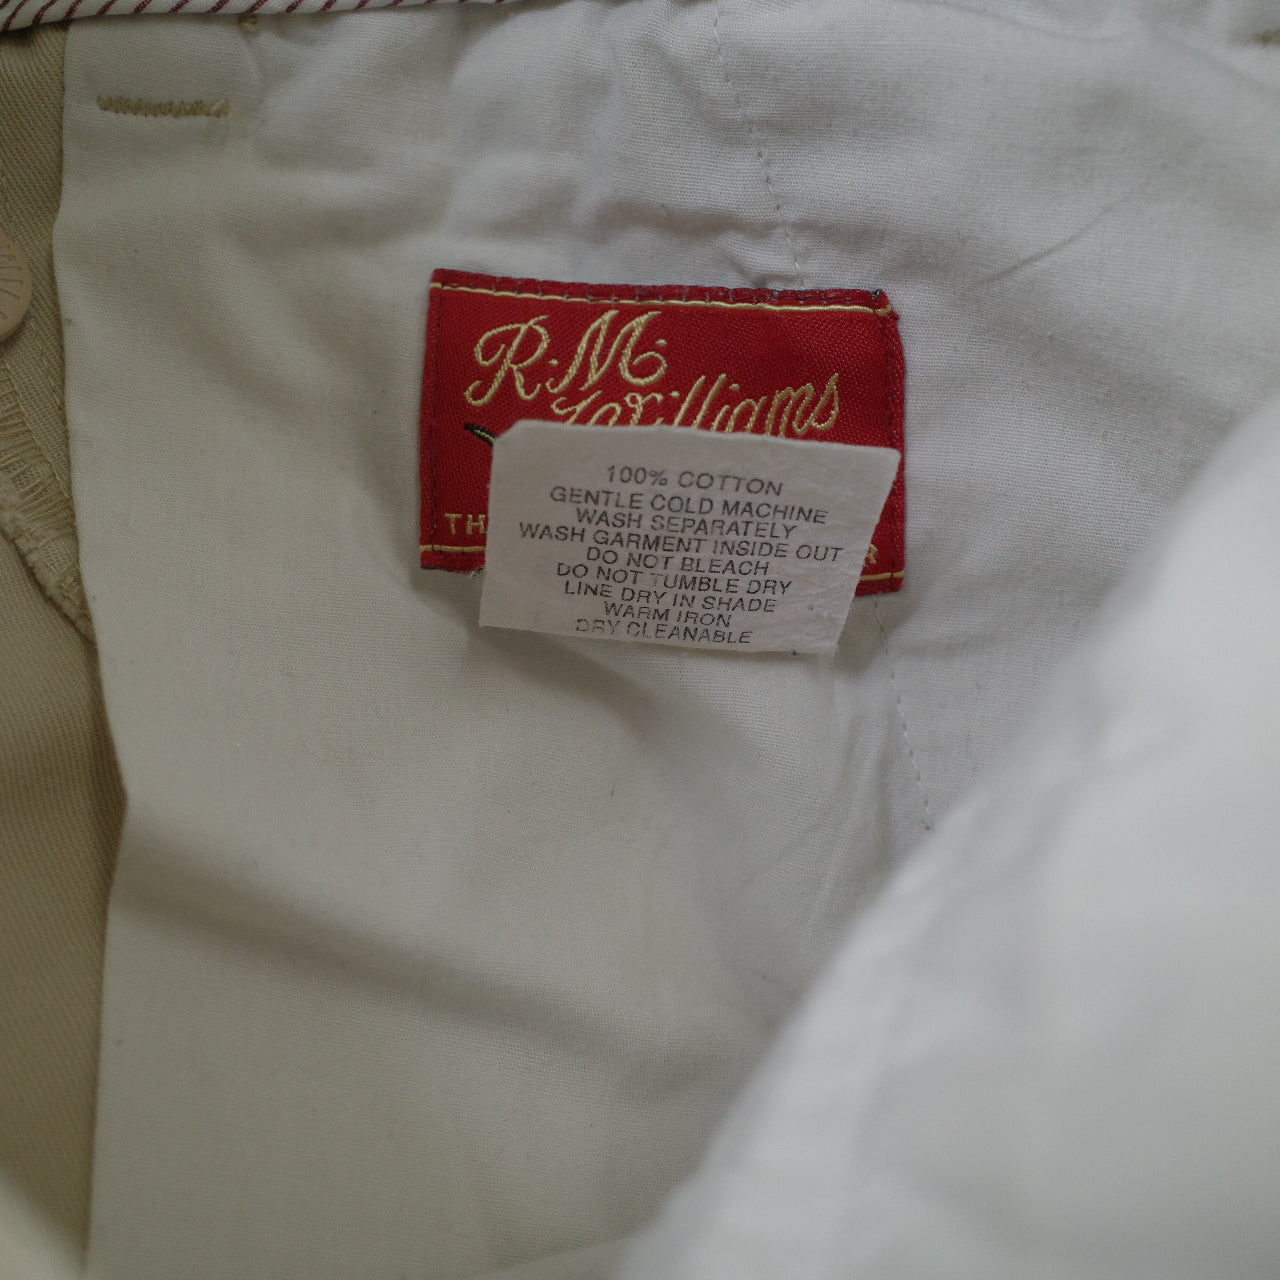 R.M.
Williams
100% COTTON
GENTLE COLD MACHINE
WASH SEPARATELY
WASH GARMENT INSIDE OUT
DO NOT BLEACH
DO NOT TUMBLE DRY
LINE DRY IN SHADE
WARM IRON
DRY CLEANABLE